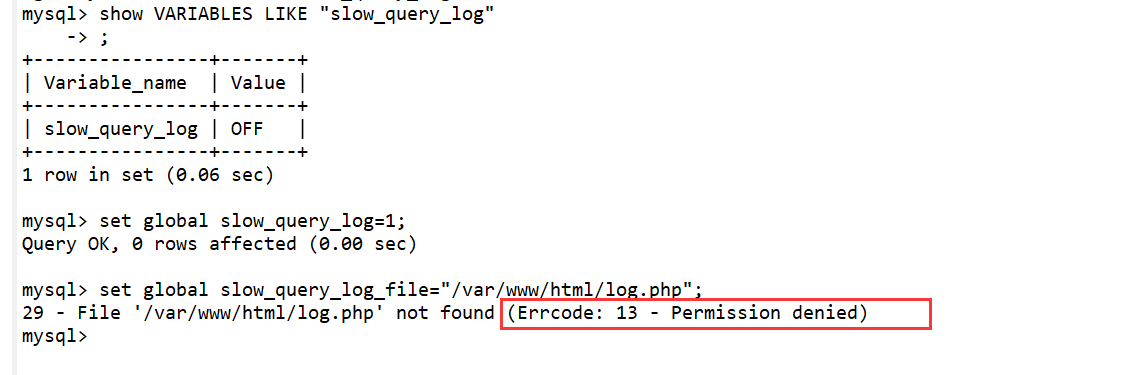 mysql> show VARIABLES LIKE "slow_query_log"
    -> ;
+----------------+-------+
| Variable_name  | Value |
+----------------+-------+
| slow_query_log | OFF   |
+----------------+-------+
1 row in set (0.06 sec)
mysql> set global slow_query_log=1;
Query OK, 0 rows affected (0.00 sec)
mysql> set global slow_query_log_file="/var/www/html/log.php";
29 - File '/var/www/html/log.php' not found (Errcode: 13 - Permission denied)
mysql>